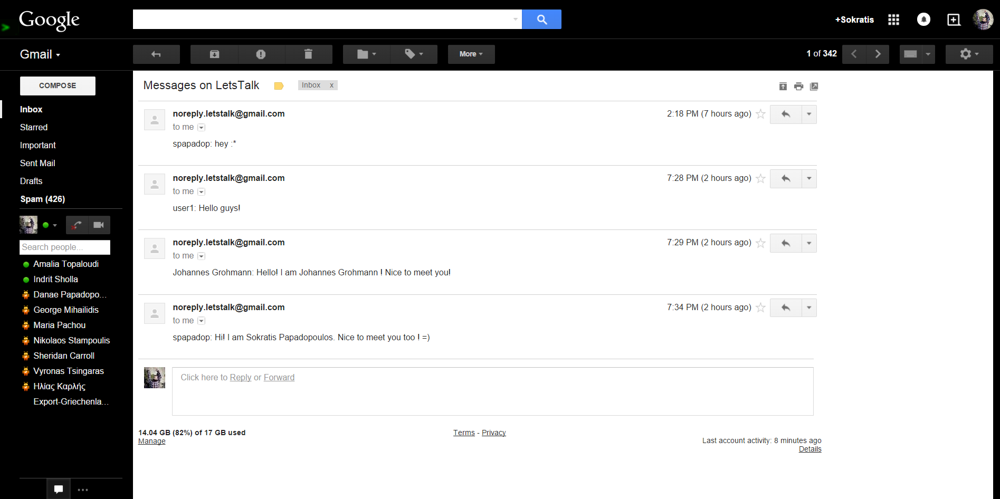 Google
+Sokratis
Gmail
More
1 of 342
COMPOSE
Inbox
Starred
Important
Sent Mail
Drafts
Spam (426)
Search people...
Amalia Topaloudi
Indrit Sholla
Danae Papadopo...
George Mihailidis
Maria Pachou
Nikolaos Stampoulis
Sheridan Carroll
Vyronas Tsingaras
Ηλίας Καρλής
Export-Griechenla...
Messages on LetsTalk
Inbox x
noreply.letstalk@gmail.com
2:18 PM (7 hours ago)
to me
spapadop: hey :*
noreply.letstalk@gmail.com
7:28 PM (2 hours ago)
to me
user1: Hello guys!
noreply.letstalk@gmail.com
7:29 PM (2 hours ago)
to me
Johannes Grohmann: Hello! I am Johannes Grohmann ! Nice to meet you!
noreply.letstalk@gmail.com
7:34 PM (2 hours ago)
to me
spapadop: Hi! I am Sokratis Papadopoulos. Nice to meet you too ! =)
Click here to Reply or Forward
14.04 GB (82%) of 17 GB used
Manage
Terms - Privacy
Last account activity: 8 minutes ago
Details